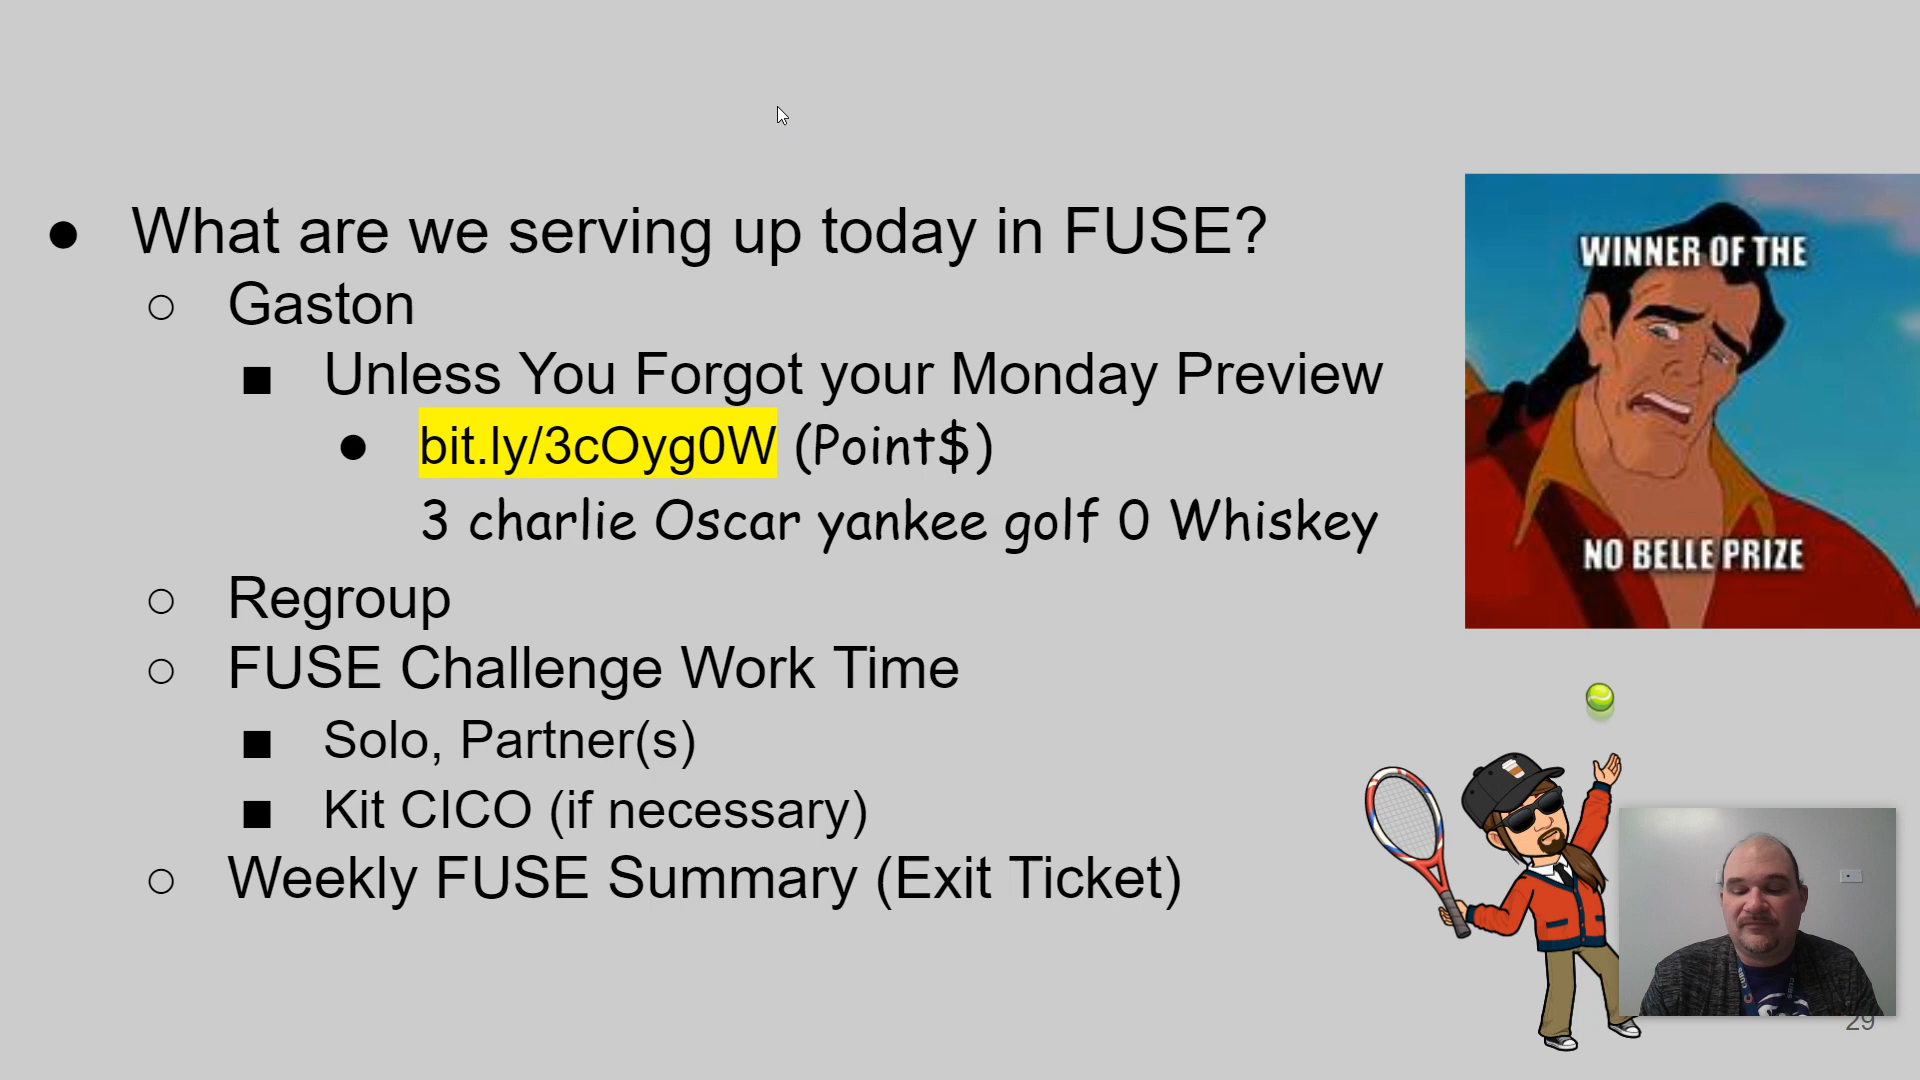 What are we serving up today in FUSE?
Gaston
Unless You Forgot your Monday Preview
bit.ly/3cOyg0W (Point$)
3 charlie Oscar yankee golf 0 Whiskey
Regroup
FUSE Challenge Work Time
Solo, Partner(s)
Kit CICO (if necessary)
Weekly FUSE Summary (Exit Ticket)
WINNER OF THE
NO BELLE PRIZE
29